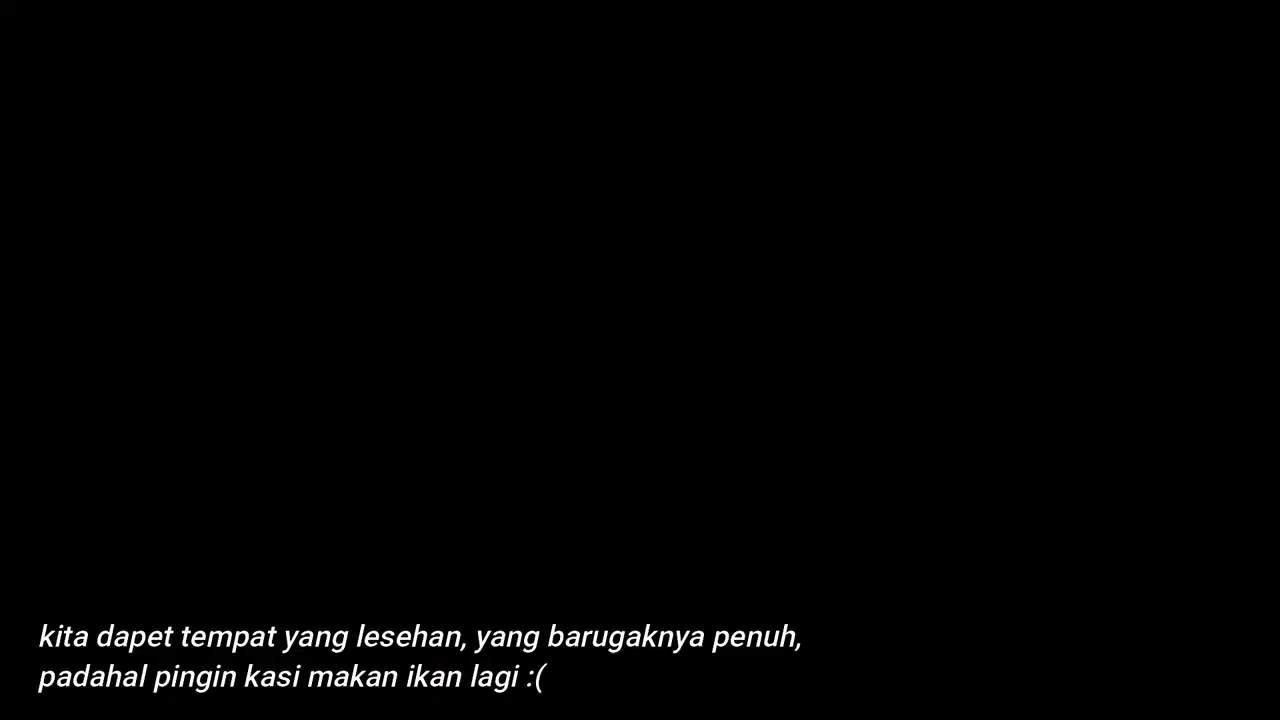 kita dapet tempat yang lesehan, yang barugaknya penuh,
padahal pingin kasi makan ikan lagi :(